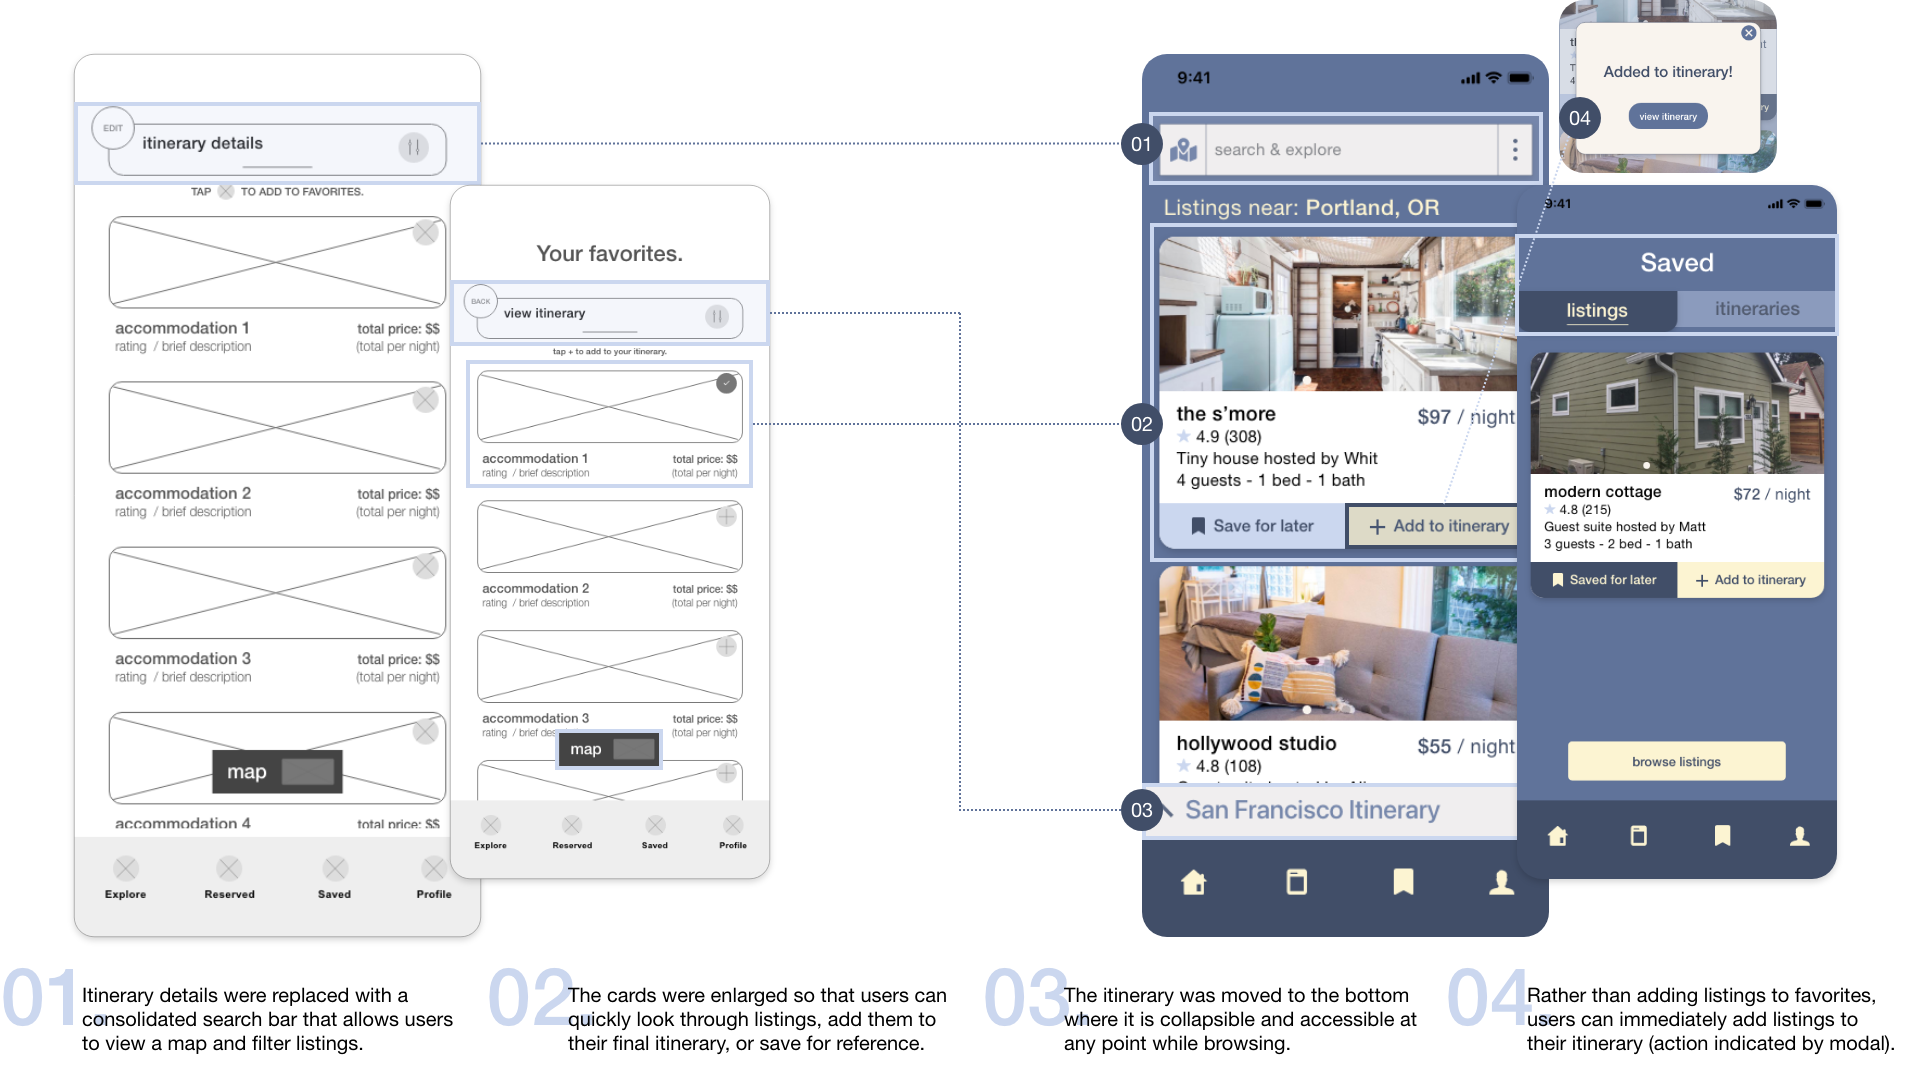 EDIT
itinerary details
TAP TO ADD TO FAVORITES.
accommodation 1
total price: $$
rating / brief description
(total per night)
accommodation 2
total price: $$
rating / brief description
(total per night)
accommodation 3
total price: $$
rating / brief description
(total per night)
map
accommodation 4
total price: $$
Explore
Reserved
Saved
Profile
Your favorites.
BACK
view itinerary
tap + to add to your itinerary.
accommodation 1
total price: $$
rating / brief description
(total per night)
accommodation 2
total price: $$
rating / brief description
(total per night)
accommodation 3
total price: $$
rating / brief des
(total per night)
map
Explore
Reserved
Saved
Profile
9:41
01
search & explore
Listings near: Portland, OR
02
the s'more
$97 / night
4.9 (308)
Tiny house hosted by Whit
4 guests - 1 bed - 1 bath
Save for later
+ Add to itinerary
hollywood studio
$55 / night
4.8 (108)
03
San Francisco Itinerary
Added to itinerary!
04
view itinerary
9:41
Saved
listings
itineraries
modern cottage
$72 / night
4.8 (215)
Guest suite hosted by Matt
3 guests - 2 bed - 1 bath
Saved for later
+ Add to itinerary
browse listings
01.
Itinerary details were replaced with a
consolidated search bar that allows users
to view a map and filter listings.
02.
The cards were enlarged so that users can
quickly look through listings, add them to
their final itinerary, or save for reference.
03.
The itinerary was moved to the bottom
where it is collapsible and accessible at
any point while browsing.
04.
Rather than adding listings to favorites,
users can immediately add listings to
their itinerary (action indicated by modal).